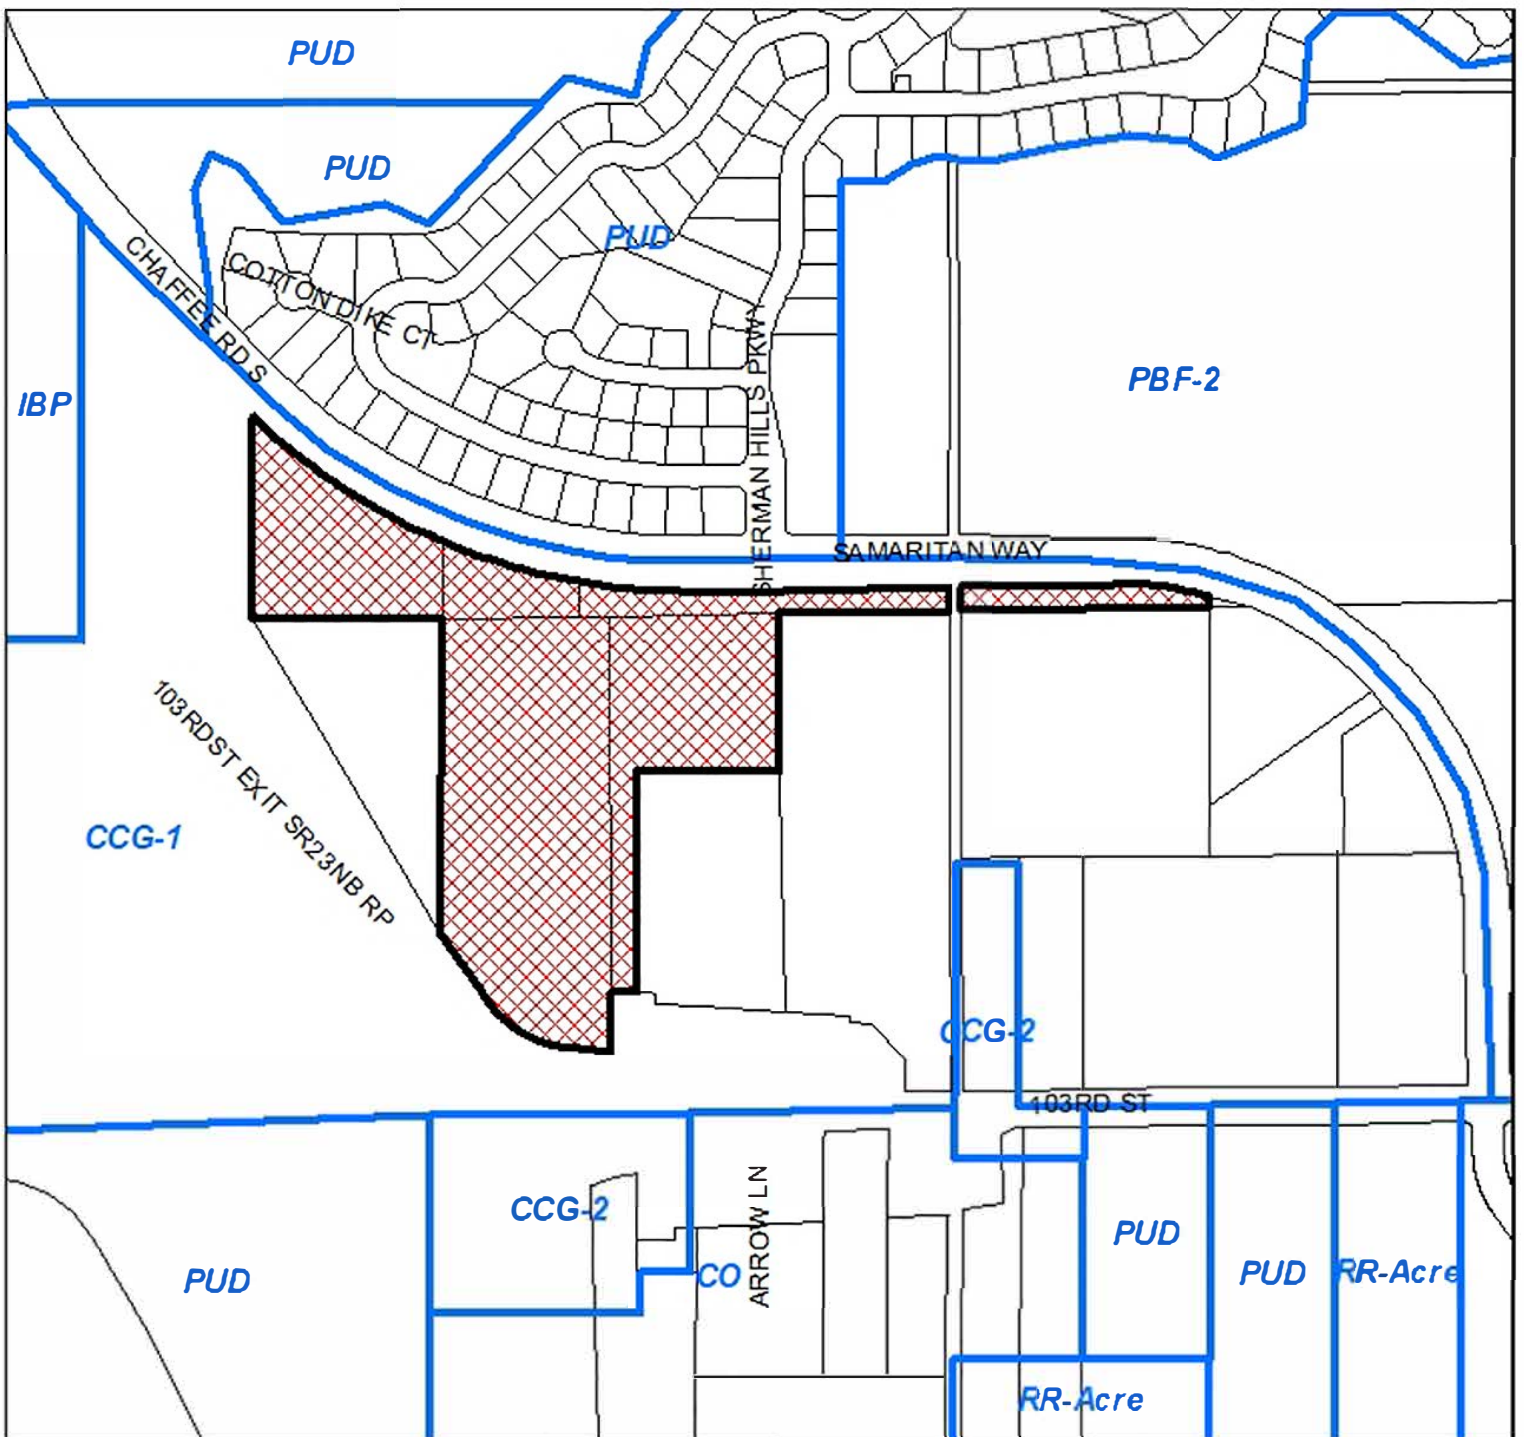 PUD
PUD
PUD
CHAFFEE RD S
COTTON DIKE CT
IBP
PBF-2
SHERMAN HILLS PKWY
SAMARITAN WAY
103RD ST EXIT SR23 NB RP
CCG-1
CCG-2
103RD ST
CCG-2
ARROW LN
PUD
PUD
CO
PUD
RR-Acre
RR-Acre